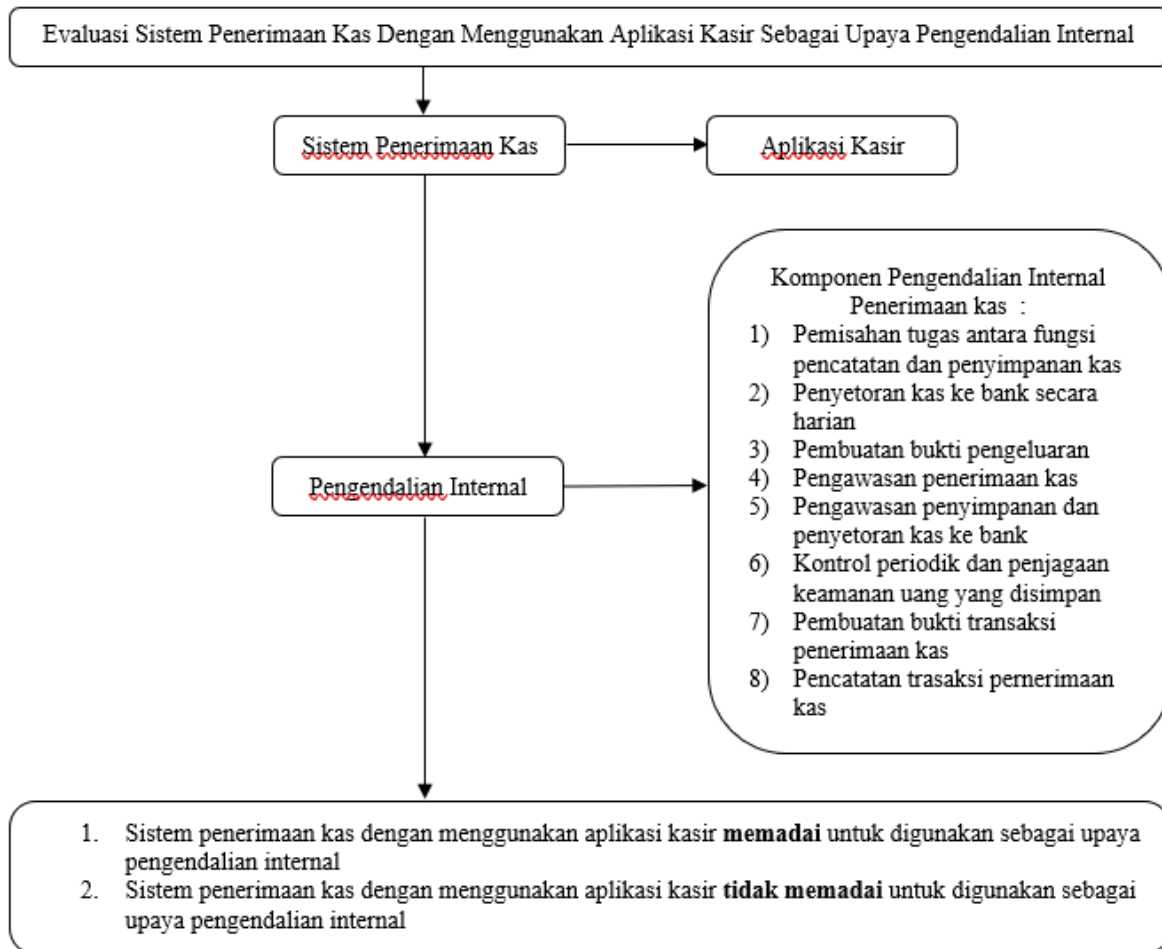 Evaluasi Sistem Penerimaan Kas Dengan Menggunakan Aplikasi Kasir Sebagai Upaya Pengendalian Internal
Sistem Penerimaan Kas
Aplikasi Kasir
Pengendalian Internal
Komponen Pengendalian Internal
Penerimaan kas :
1) Pemisahan tugas antara fungsi
pencatatan dan penyimpanan kas
2) Penyetoran kas ke bank secara
harian
3) Pembuatan bukti pengeluaran
4) Pengawasan penerimaan kas
5) Pengawasan penyimpanan dan
penyetoran kas ke bank
6) Kontrol periodik dan penjagaan
keamanan uang yang disimpan
7) Pembuatan bukti transaksi
penerimaan kas
8) Pencatatan trasaksi pernerimaan
kas
1. Sistem penerimaan kas dengan menggunakan aplikasi kasir memadai untuk digunakan sebagai upaya
pengendalian internal
2. Sistem penerimaan kas dengan menggunakan aplikasi kasir tidak memadai untuk digunakan sebagai
upaya pengendalian internal